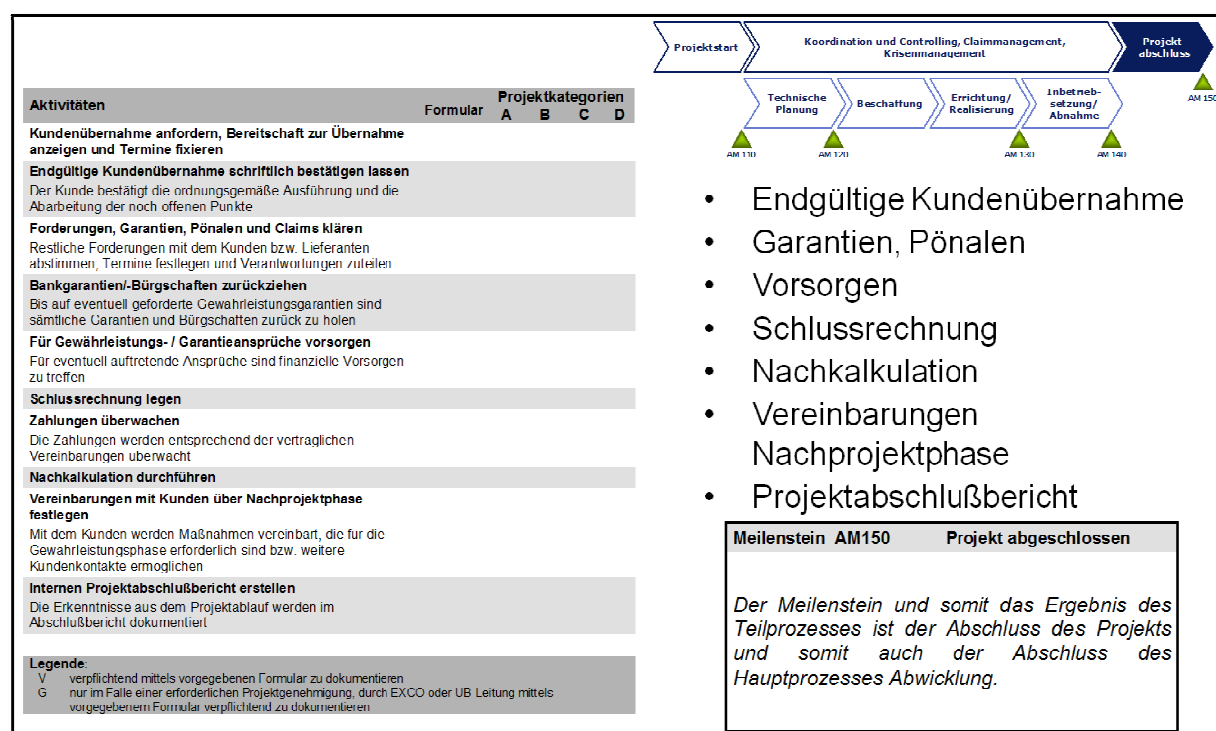 Projektstart
Koordination und Controlling, Claimmanagement,
Krisenmanagement
Projekt
abschluss
AM 150
Technische
Planung
Beschaffung
Errichtung/
Realisierung
Inbetrieb-
setzung/
Abnahme
AM 110
AM 120
AM 130
AM 140
Aktivitäten
Formular
Projektkategorien
A B C D
Kundenübernahme anfordern, Bereitschaft zur Übernahme
anzeigen und Termine fixieren
Endgültige Kundenübernahme schriftlich bestätigen lassen
Der Kunde bestätigt die ordnungsgemäße Ausführung und die
Abarbeitung der noch offenen Punkte
Forderungen, Garantien, Pönalen und Claims klären
Restliche Forderungen mit dem Kunden bzw. Lieferanten
abstimmen, Termine festlegen und Verantwortungen zuteilen
Bankgarantien/-Bürgschaften zurückziehen
Bis auf eventuell geforderte Gewährleistungsgarantien sind
sämtliche Garantien und Bürgschaften zurück zu holen
Für Gewährleistungs- / Garantieansprüche vorsorgen
Für eventuell auftretende Ansprüche sind finanzielle Vorsorgen
zu treffen
Schlussrechnung legen
Zahlungen überwachen
Die Zahlungen werden entsprechend der vertraglichen
Vereinbarungen überwacht
Nachkalkulation durchführen
Vereinbarungen mit Kunden über Nachprojektphase
festlegen
Mit dem Kunden werden Maßnahmen vereinbart, die für die
Gewährleistungsphase erforderlich sind bzw. weitere
Kundenkontakte ermöglichen
Internen Projektabschlußbericht erstellen
Die Erkenntnisse aus dem Projektablauf werden im
Abschlußbericht dokumentiert
Legende:
V verpflichtend mittels vorgegebenen Formular zu dokumentieren
G nur im Falle einer erforderlichen Projektgenehmigung, durch EXCO oder UB Leitung mittels
vorgegebenem Formular verpflichtend zu dokumentieren
• Endgültige Kundenübernahme
• Garantien, Pönalen
• Vorsorgen
• Schlussrechnung
• Nachkalkulation
• Vereinbarungen
Nachprojektphase
• Projektabschlußbericht
Meilenstein AM150 Projekt abgeschlossen
Der Meilenstein und somit das Ergebnis des
Teilprozesses ist der Abschluss des Projekts
und somit auch der Abschluss des
Hauptprozesses Abwicklung.